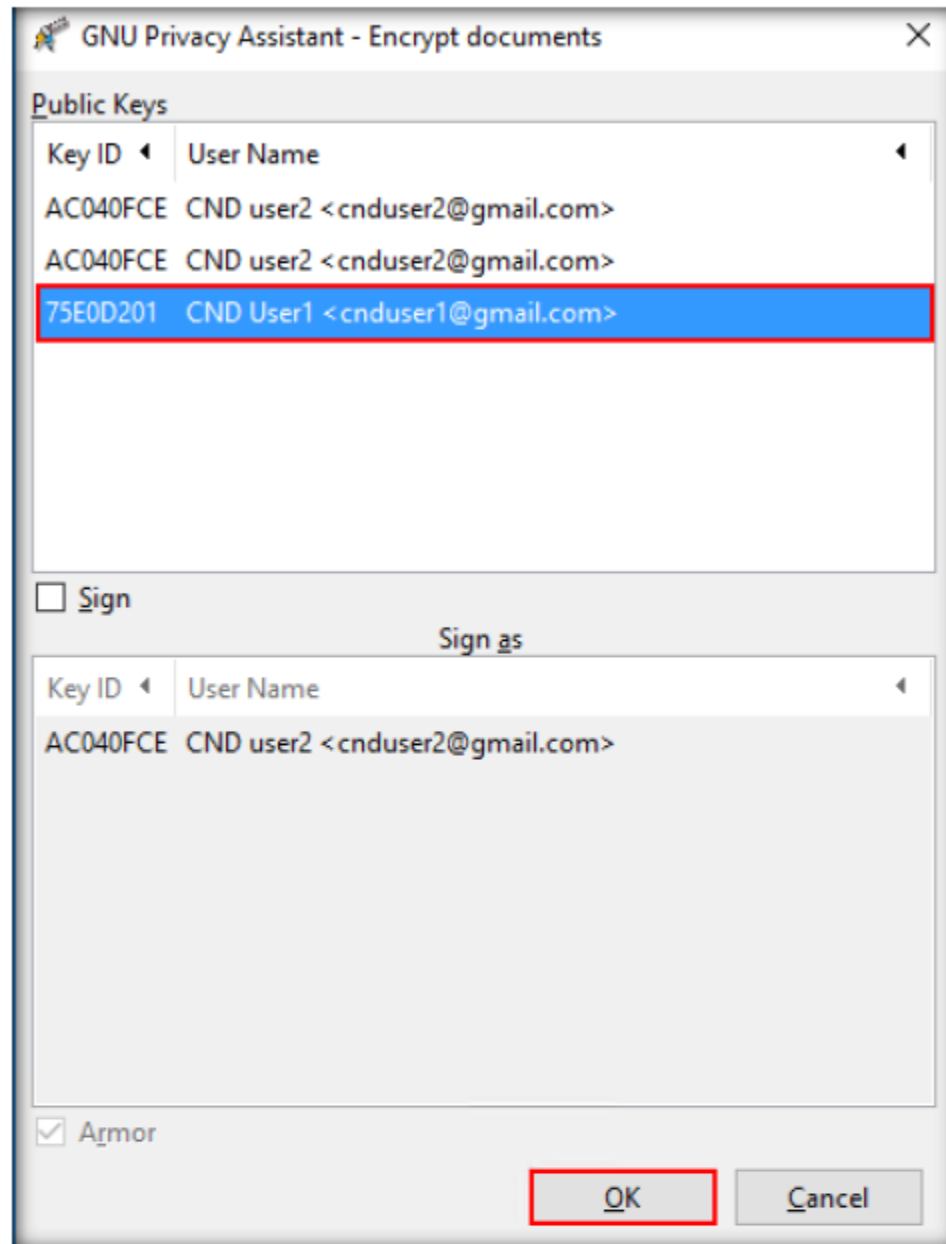 GNU Privacy Assistant - Encrypt documents
Public Keys
Key ID User Name
AC040FCE CND user2 <cnduser2@gmail.com>
AC040FCE CND user2 <cnduser2@gmail.com>
75E0D201 CND User1 <cnduser1@gmail.com>
Sign
Sign as
Key ID User Name
AC040FCE CND user2 <cnduser2@gmail.com>
Armor
OK Cancel